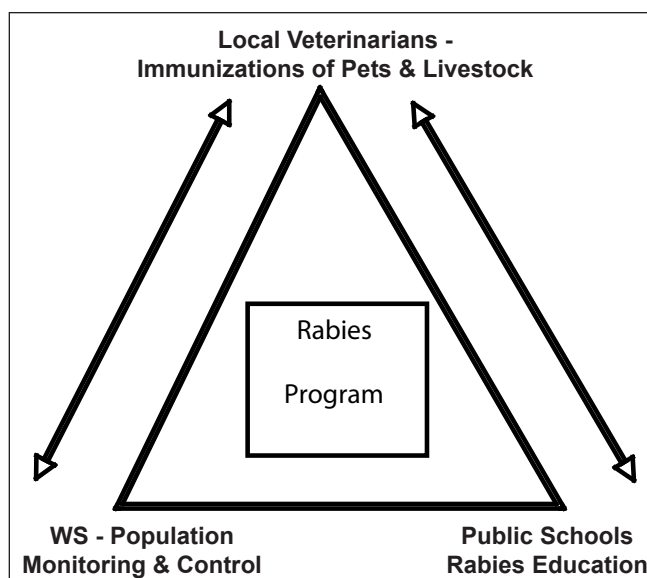 Local Veterinarians -
Immunizations of Pets & Livestock
Rabies
Program
WS - Population
Monitoring & Control
Public Schools
Rabies Education